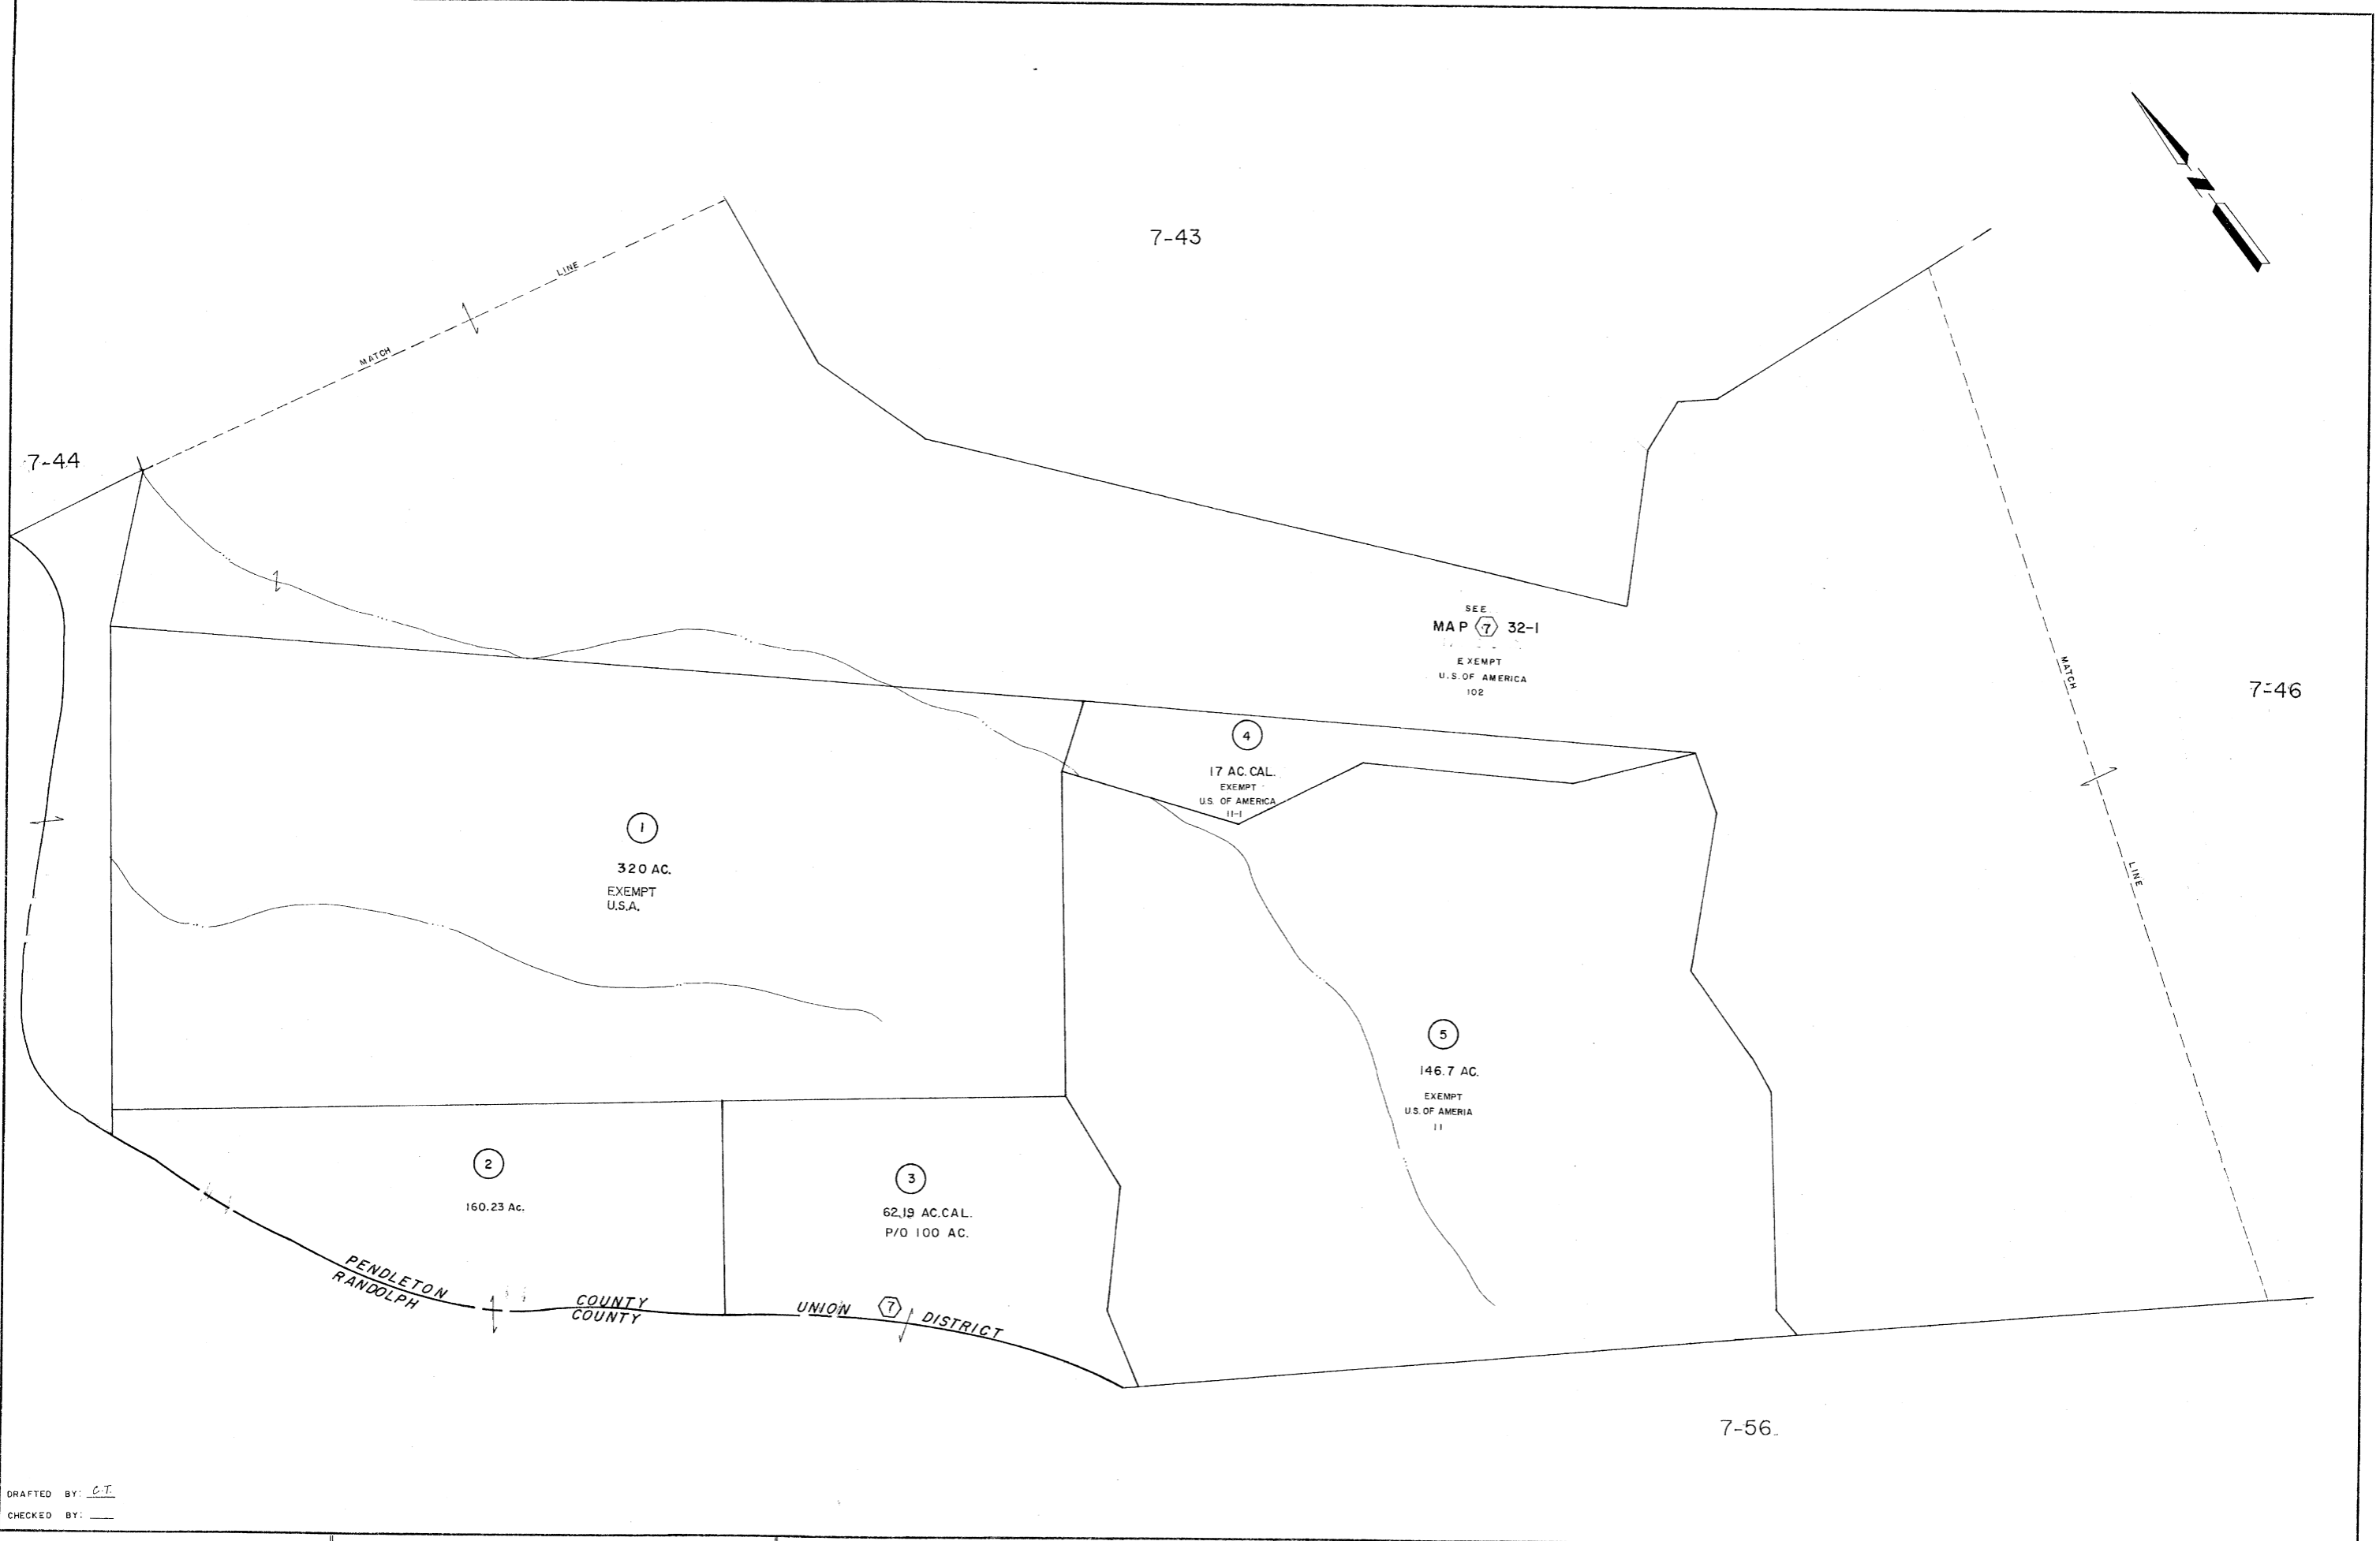 7-43
LINE
MATCH
7-44
N
SEE
MAP 7 32-1
EXEMPT
U.S. OF AMERICA
102
MATCH
7-46
LINE
4
17 AC. CAL.
EXEMPT
U.S. OF AMERICA
11-1
1
320 AC.
EXEMPT
U.S.A.
5
146.7 AC.
EXEMPT
U.S. OF AMERIA
11
2
160.23 Ac.
3
62.19 AC. CAL.
P/O 100 AC.
PENDLETON
RANDOLPH
COUNTY
COUNTY
UNION 7 DISTRICT
7-56
DRAFTED BY: C.T.
CHECKED BY: